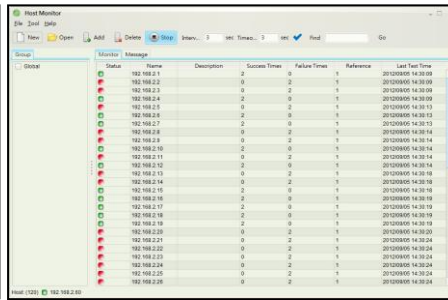 Host Monitor
File Tool Help
New Open Add Delete Stop Interv... 3 sec Timeo... 3 sec Find Go
Group Monitor Message
Global
Status Name Description Success Times Failure Times Reference Last Test Time
192.168.2.1 2 0 1 2012/09/05 14:30:09
192.168.2.2 0 2 1 2012/09/05 14:30:09
192.168.2.3 0 2 1 2012/09/05 14:30:09
192.168.2.4 2 0 1 2012/09/05 14:30:09
192.168.2.5 0 2 1 2012/09/05 14:30:13
192.168.2.6 2 0 1 2012/09/05 14:30:13
192.168.2.7 2 0 1 2012/09/05 14:30:13
192.168.2.8 0 2 1 2012/09/05 14:30:14
192.168.2.9 0 2 1 2012/09/05 14:30:14
192.168.2.10 2 0 1 2012/09/05 14:30:14
192.168.2.11 0 2 1 2012/09/05 14:30:14
192.168.2.12 2 0 1 2012/09/05 14:30:14
192.168.2.13 0 2 1 2012/09/05 14:30:18
192.168.2.14 0 2 1 2012/09/05 14:30:18
192.168.2.15 2012/09/05 14:30:18
192.168.2.16 2 0 1 2012/09/05 14:30:19
192.168.2.17 2 0 1 2012/09/05 14:30:19
192.168.2.18 2 0 1 2012/09/05 14:30:19
192.168.2.19 2 0 1 2012/09/05 14:30:19
192.168.2.20 0 2 1 2012/09/05 14:30:20
192.168.2.21 0 2 1 2012/09/05 14:30:24
192.168.2.22 0 2 1 2012/09/05 14:30:24
192.168.2.23 0 2 1 2012/09/05 14:30:24
192.168.2.24 0 2 1 2012/09/05 14:30:24
192.168.2.25 0 2 1 2012/09/05 14:30:24
192.168.2.26 0 2 1 2012/09/05 14:30:24
Host: (120) 192.168.2.60